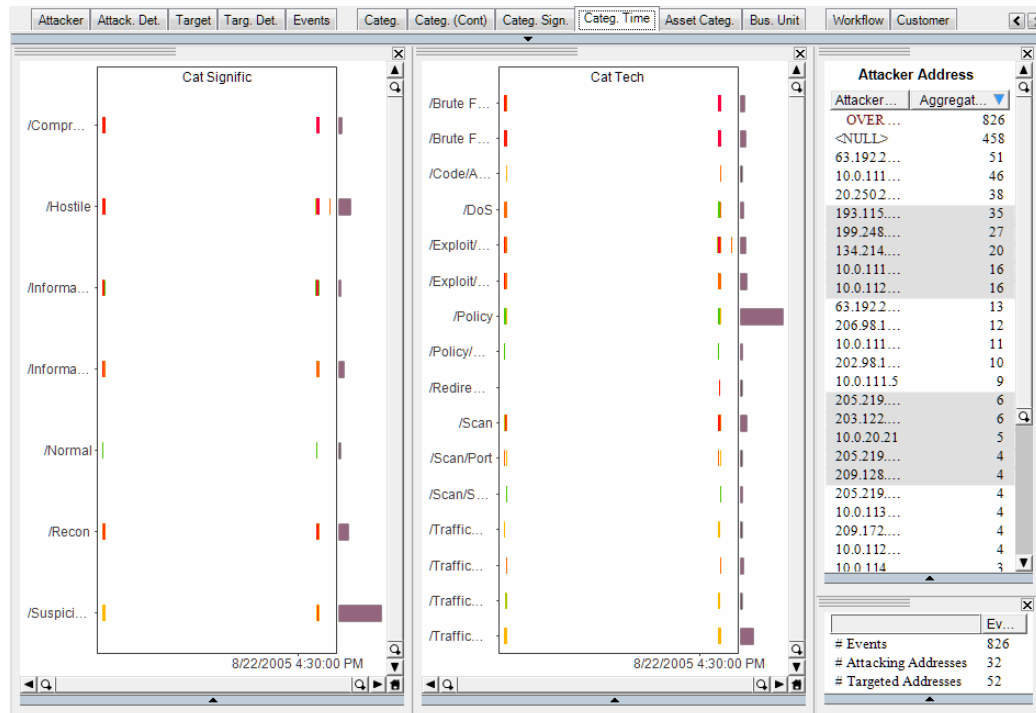 Attacker Attack. Det. Target Targ. Det. Events Categ. Categ. (Cont) Categ. Sign. Categ. Time Asset Categ. Bus. Unit Workflow Customer
Cat Signific
/Compr...
/Hostile
/Informa...
/Informa...
/Normal
/Recon
/Suspici...
8/22/2005 4:30:00 PM
Cat Tech
/Brute F...
/Brute F...
/Code/A...
/DoS
/Exploit/...
/Exploit/...
/Policy
/Policy/...
/Redire...
/Scan
/Scan/Port
/Scan/S...
/Traffic...
/Traffic...
/Traffic...
/Traffic...
8/22/2005 4:30:00 PM
Attacker Address
Attacker... Aggregat...
OVER ... 826
<NULL> 458
63.192.2... 51
10.0.111... 46
20.250.2... 38
193.115.... 35
199.248.... 27
134.214.... 20
10.0.111... 16
10.0.112... 16
63.192.2... 13
206.98.1... 12
10.0.111... 11
202.98.1... 10
10.0.111.5 9
205.219.... 6
203.122.... 6
10.0.20.21 5
205.219.... 4
209.128.... 4
205.219.... 4
10.0.113... 4
209.172.... 4
10.0.112... 4
10.0.114... 3
Ev...
# Events 826
# Attacking Addresses 32
# Targeted Addresses 52